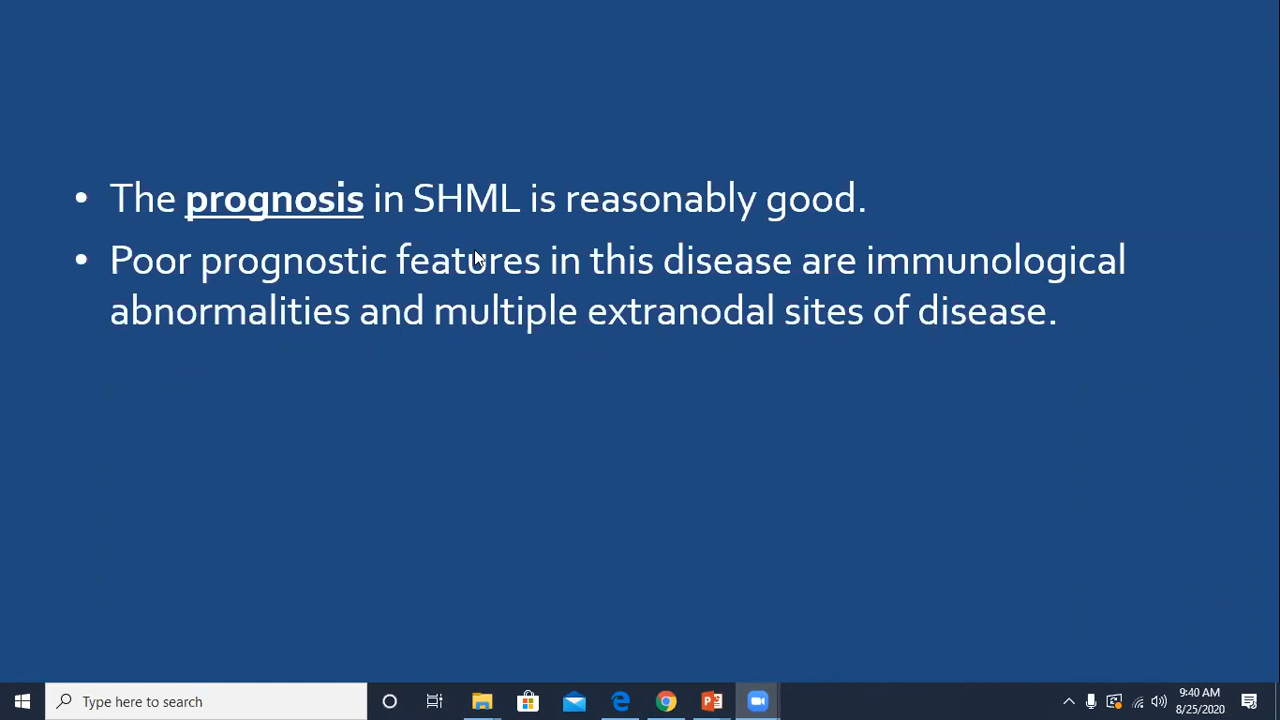 • The prognosis in SHML is reasonably good.
• Poor prognostic features in this disease are immunological
abnormalities and multiple extranodal sites of disease.
Type here to search
9:40 AM
8/25/2020